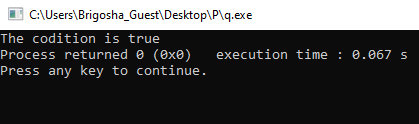 C:\Users\Brigosha_Guest\Desktop\P\q.exe
The codition is true
Process returned 0 (0x0)   execution time : 0.067 s
Press any key to continue.